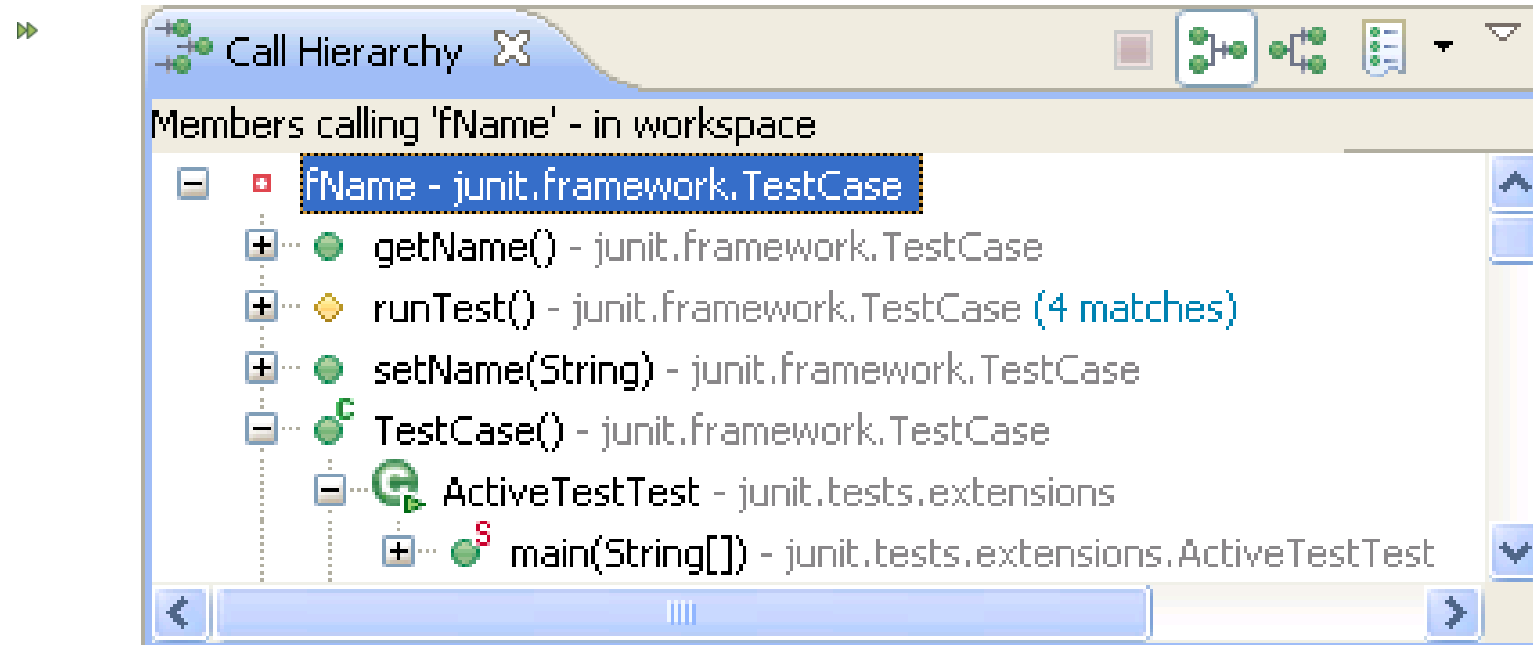 Call Hierarchy
Members calling 'fName' - in workspace
fName - junit.framework.TestCase
getName() - junit.framework.TestCase
runTest() - junit.framework.TestCase (4 matches)
setName(String) - junit.framework.TestCase
C TestCase() - junit.framework.TestCase
ActiveTestTest - junit.tests.extensions
S main(String[]) - junit.tests.extensions.ActiveTestTest